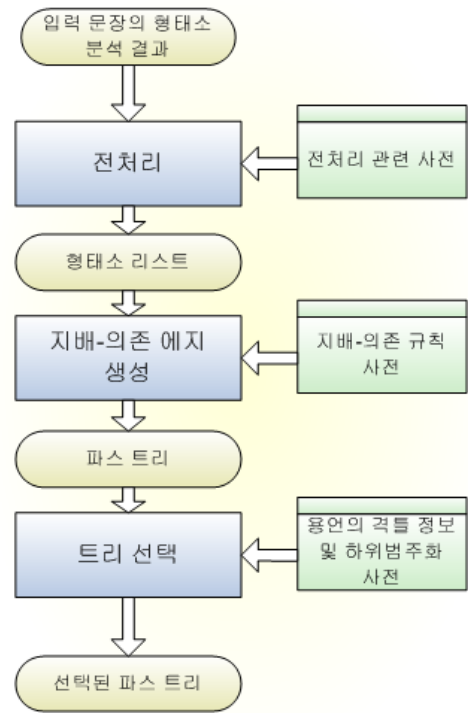 입력 문장의 형태소
분석 결과
전처리
전처리 관련 사전
형태소 리스트
지배-의존 에지
생성
지배-의존 규칙
사전
파스 트리
트리 선택
용언의 격틀 정보
및 하위범주화
사전
선택된 파스 트리